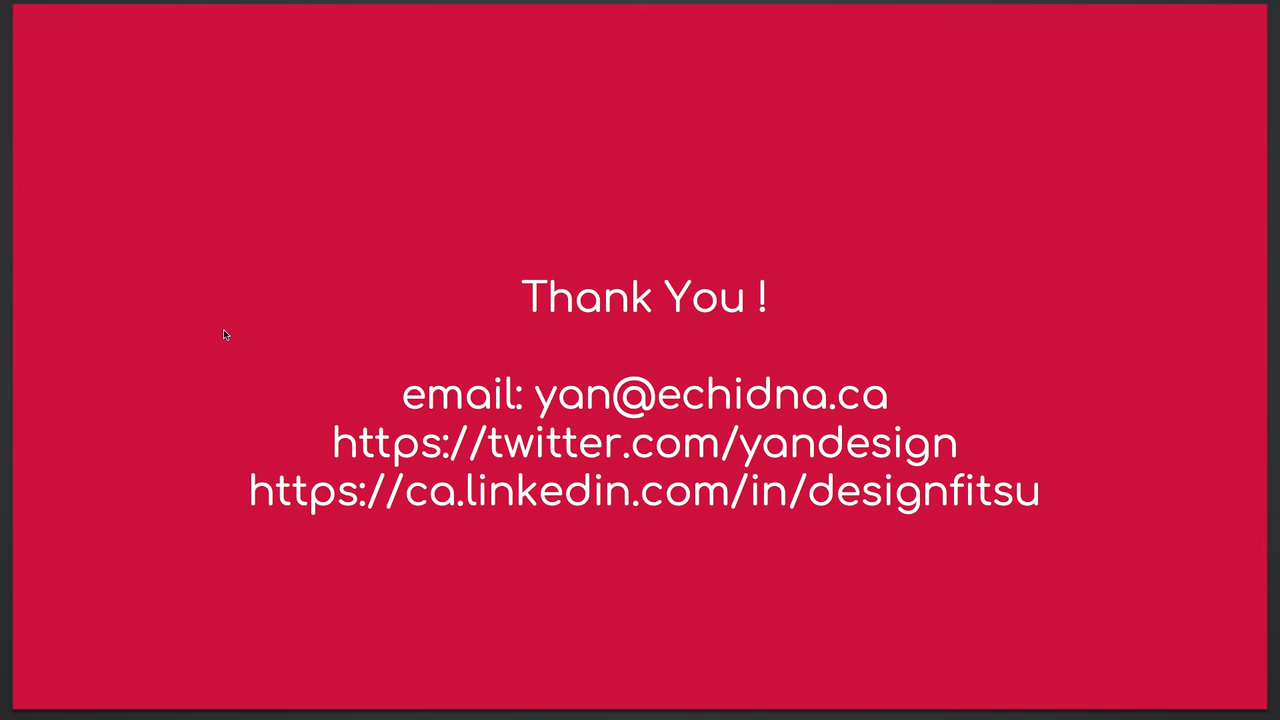 Thank You !
email: yan@echidna.ca
https://twitter.com/yandesign
https://ca.linkedin.com/in/designfitsu